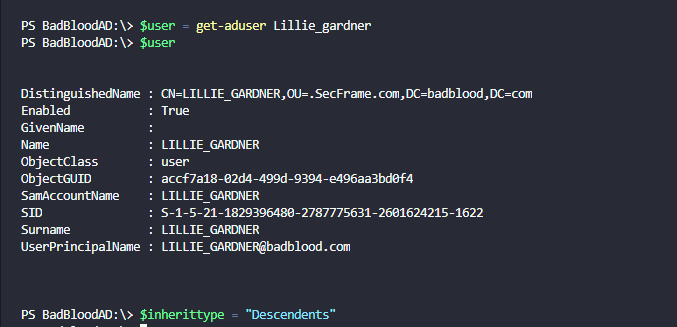 PS BadBloodAD:\> $user = get-aduser Lillie_gardner
PS BadBloodAD:\> $user
DistinguishedName : CN=LILLIE_GARDNER,OU=.SecFrame.com,DC=badblood,DC=com
Enabled : True
GivenName :
Name : LILLIE_GARDNER
ObjectClass : user
ObjectGUID : accf7a18-02d4-499d-9394-e496aa3bd0f4
SamAccountName : LILLIE_GARDNER
SID : S-1-5-21-1829396480-2787775631-2601624215-1622
Surname : LILLIE_GARDNER
UserPrincipalName : LILLIE_GARDNER@badblood.com
PS BadBloodAD:\> $inherittype = "Descendents"